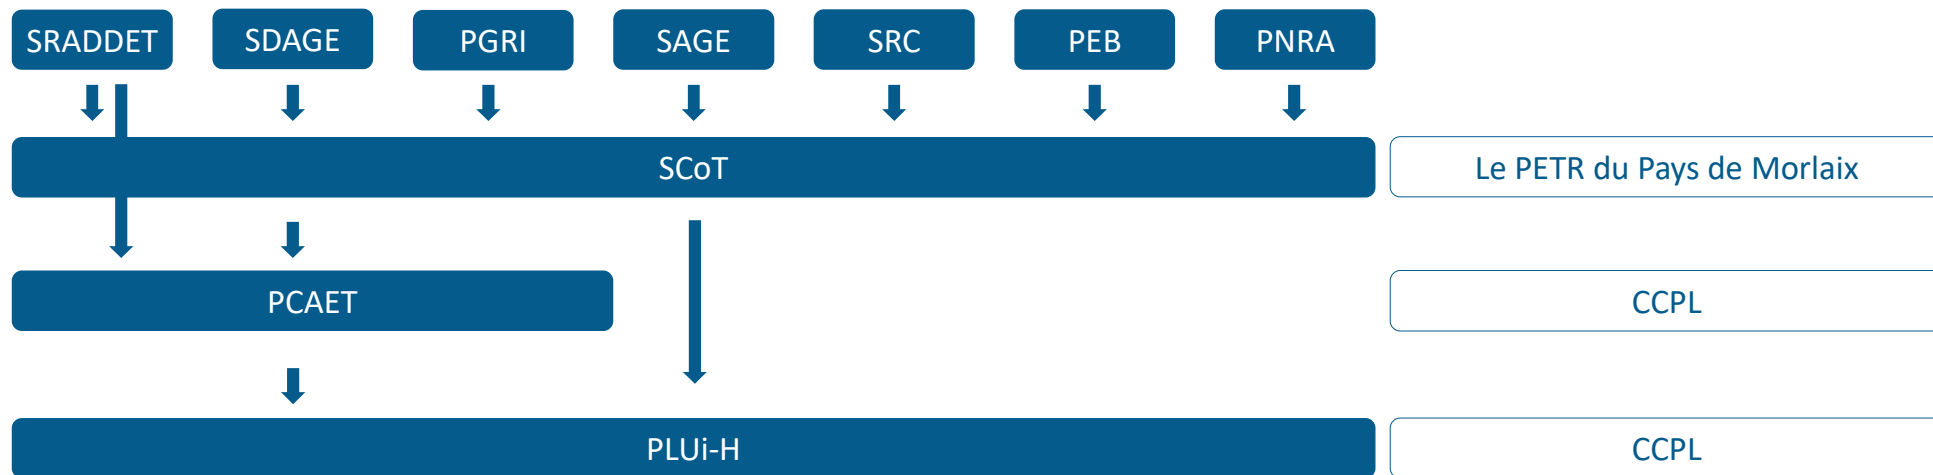 SRADDET
SDAGE
PGRI
SAGE
SRC
PEB
PNRA
SCoT
Le PETR du Pays de Morlaix
PCAET
CCPL
PLUi-H
CCPL